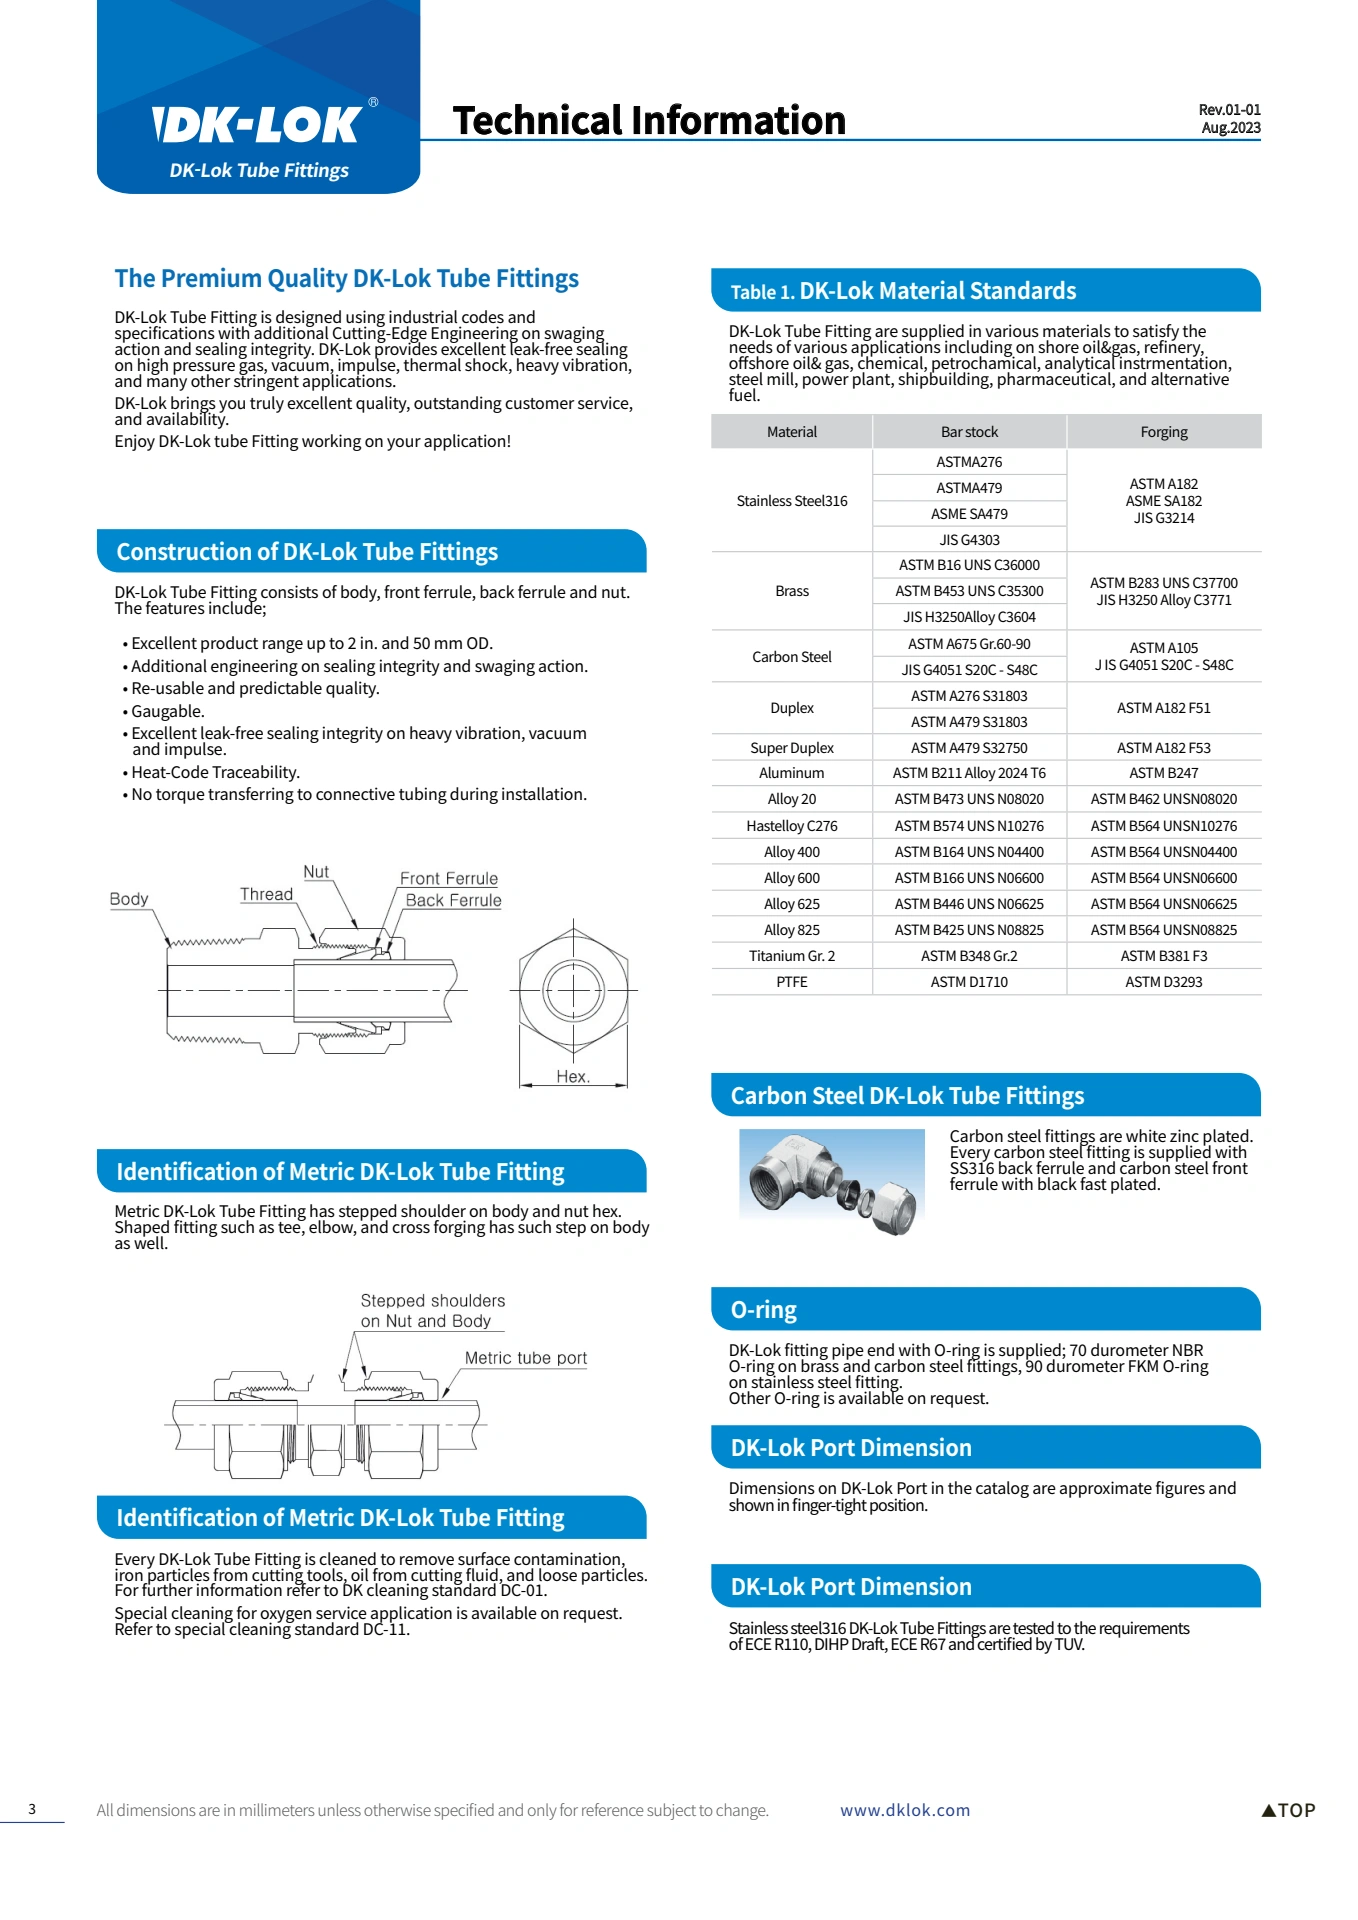 DK-LOK®
DK-Lok Tube Fittings
Technical Information
Rev.01-01
Aug.2023
The Premium Quality DK-Lok Tube Fittings
DK-Lok Tube Fitting is designed using industrial codes and
specifications with additional Cutting-Edge Engineering on swaging
action and sealing integrity. DK-Lok provides excellent leak-free sealing
on high pressure gas, vacuum, impulse, thermal shock, heavy vibration,
and many other stringent applications.
DK-Lok brings you truly excellent quality, outstanding customer service,
and availability.
Enjoy DK-Lok tube Fitting working on your application!
Construction of DK-Lok Tube Fittings
DK-Lok Tube Fitting consists of body, front ferrule, back ferrule and nut.
The features include;
• Excellent product range up to 2 in. and 50 mm OD.
• Additional engineering on sealing integrity and swaging action.
• Re-usable and predictable quality.
• Gaugable.
• Excellent leak-free sealing integrity on heavy vibration, vacuum
and impulse.
• Heat-Code Traceability.
• No torque transferring to connective tubing during installation.
Nut
Front Ferrule
Thread
Back Ferrule
Body
Hex.
Identification of Metric DK-Lok Tube Fitting
Metric DK-Lok Tube Fitting has stepped shoulder on body and nut hex.
Shaped fitting such as tee, elbow, and cross forging has such step on body
as well.
Stepped shoulders
on Nut and Body
Metric tube port
Identification of Metric DK-Lok Tube Fitting
Every DK-Lok Tube Fitting is cleaned to remove surface contamination,
iron particles from cutting tools, oil from cutting fluid, and loose particles.
For further information refer to DK cleaning standard DC-01.
Special cleaning for oxygen service application is available on request.
Refer to special cleaning standard DC-11.
Table 1. DK-Lok Material Standards
DK-Lok Tube Fitting are supplied in various materials to satisfy the
needs of various applications including on shore oil&gas, refinery,
offshore oil& gas, chemical, petrochamical, analytical instrmentation,
steel mill, power plant, shipbuilding, pharmaceutical, and alternative
fuel.
Material Bar stock Forging
Stainless Steel316
ASTMA276
ASTMA479
ASME SA479
JIS G4303
ASTM A182
ASME SA182
JIS G3214
Brass
ASTM B16 UNS C36000
ASTM B453 UNS C35300
JIS H3250Alloy C3604
ASTM B283 UNS C37700
JIS H3250 Alloy C3771
Carbon Steel
ASTM A675 Gr.60-90
JIS G4051 S20C - S48C
ASTM A105
J IS G4051 S20C - S48C
Duplex
ASTM A276 S31803
ASTM A479 S31803
ASTM A182 F51
Super Duplex ASTM A479 S32750 ASTM A182 F53
Aluminum ASTM B211 Alloy 2024 T6 ASTM B247
Alloy 20 ASTM B473 UNS N08020 ASTM B462 UNSN08020
Hastelloy C276 ASTM B574 UNS N10276 ASTM B564 UNSN10276
Alloy 400 ASTM B164 UNS N04400 ASTM B564 UNSN04400
Alloy 600 ASTM B166 UNS N06600 ASTM B564 UNSN06600
Alloy 625 ASTM B446 UNS N06625 ASTM B564 UNSN06625
Alloy 825 ASTM B425 UNS N08825 ASTM B564 UNSN08825
Titanium Gr. 2 ASTM B348 Gr.2 ASTM B381 F3
PTFE ASTM D1710 ASTM D3293
Carbon Steel DK-Lok Tube Fittings
Carbon steel fittings are white zinc plated.
Every carbon steel fitting is supplied with
SS316 back ferrule and carbon steel front
ferrule with black fast plated.
O-ring
DK-Lok fitting pipe end with O-ring is supplied; 70 durometer NBR
O-ring on brass and carbon steel fittings, 90 durometer FKM O-ring
on stainless steel fitting.
Other O-ring is available on request.
DK-Lok Port Dimension
Dimensions on DK-Lok Port in the catalog are approximate figures and
shown in finger-tight position.
DK-Lok Port Dimension
Stainless steel316 DK-Lok Tube Fittings are tested to the requirements
of ECE R110, DIHP Draft, ECE R67 and certified by TUV.
3
All dimensions are in millimeters unless otherwise specified and only for reference subject to change.
www.dklok.com
▲TOP